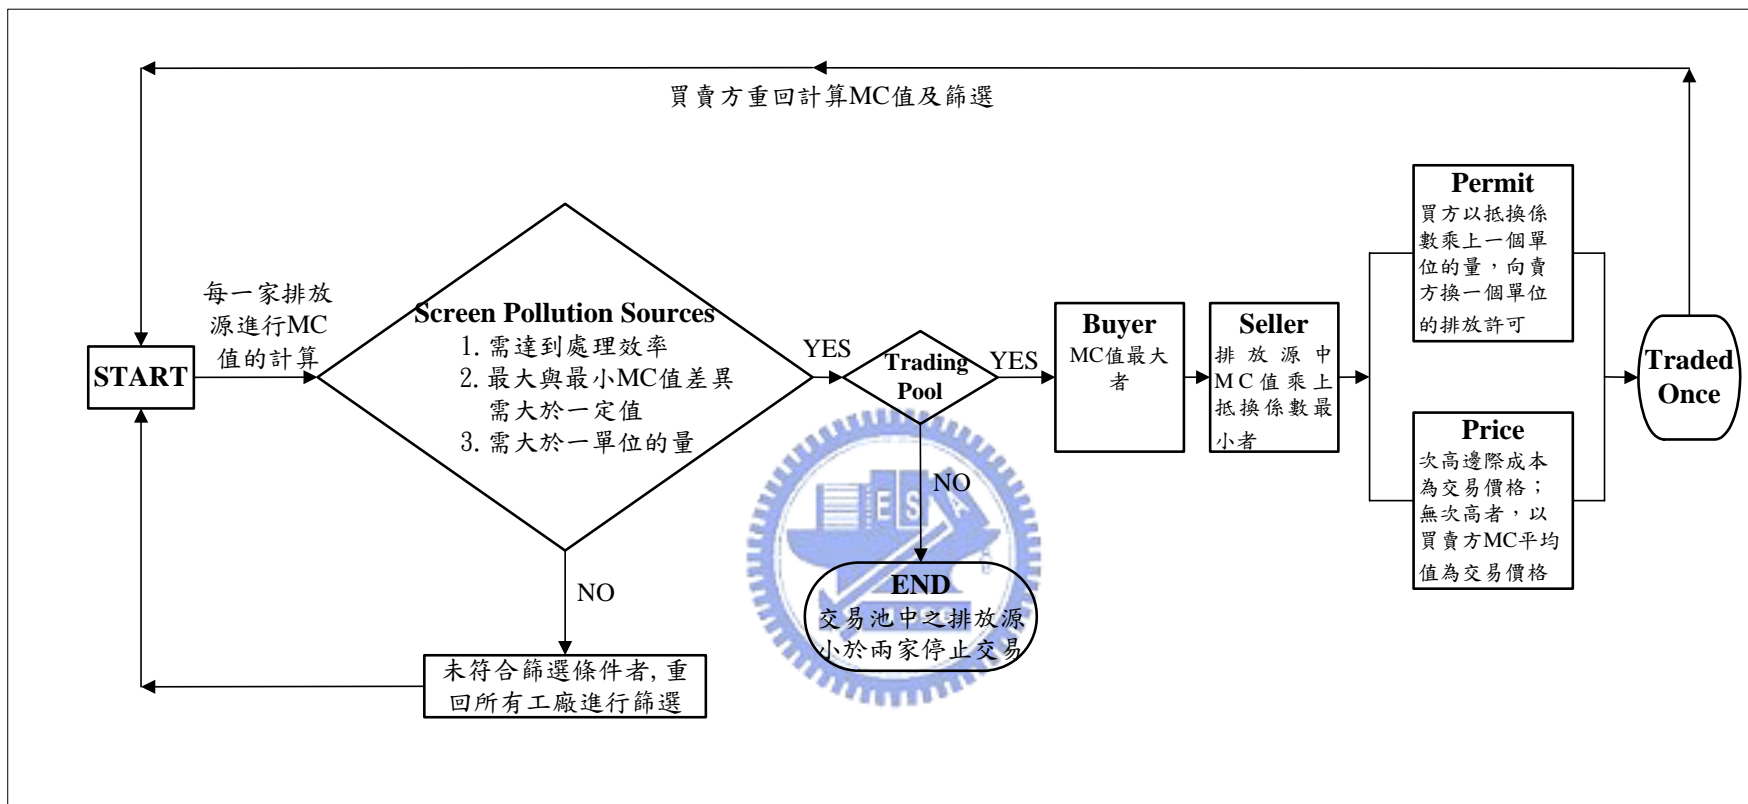 買賣方重回計算MC值及篩選
START
每一家排放
源進行MC
值的計算
Screen Pollution Sources
1. 需達到處理效率
2. 最大與最小MC值差異
需大於一定值
3. 需大於一單位的量
YES
NO
未符合篩選條件者, 重
回所有工廠進行篩選
Trading
Pool
YES
NO
END
交易池中之排放源
小於兩家停止交易
Buyer
MC值最大
者
Seller
排放源中
MC值乘上
抵換係數最
小者
Permit
買方以抵換係
數乘上一個單
位的量，向賣
方換一個單位
的排放許可
Price
次高邊際成本
為交易價格；
無次高者，以
買賣方MC平均
值為交易價格
Traded
Once
ES